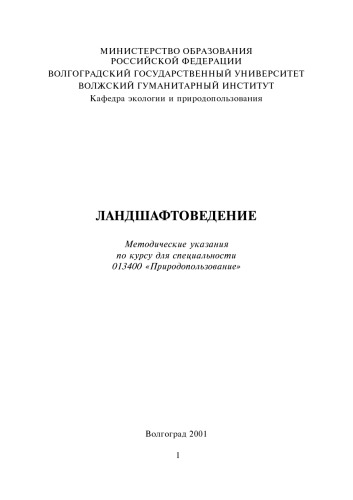 МИНИСТЕРСТВО ОБРАЗОВАНИЯ
РОССИЙСКОЙ ФЕДЕРАЦИИ
ВОЛГОГРАДСКИЙ ГОСУДАРСТВЕННЫЙ УНИВЕРСИТЕТ
ВОЛЖСКИЙ ГУМАНИТАРНЫЙ ИНСТИТУТ
Кафедра экологии и природопользования
ЛАНДШАФТОВЕДЕНИЕ
Методические указания
по курсу для специальности
013400 «Природопользование»
Волгоград 2001
1